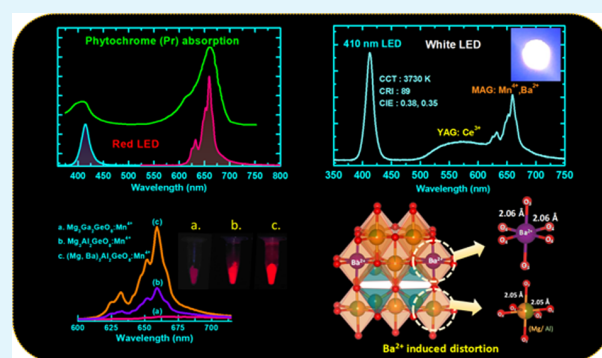 Phytochrome (Pr) absorption
Red LED
400 450 500 550 600 650 700 750 800
Wavelength (nm)
410 nm LED
White LED
CCT : 3730 K
CRI : 89
CIE : 0.38, 0.35
MAG: Mn⁴⁺,Ba²⁺
YAG: Ce³⁺
350 400 450 500 550 600 650 700 750
Wavelength (nm)
a. Mg₃Ga₂GeO₈:Mn⁴⁺
b. Mg₃Al₂GeO₈:Mn⁴⁺
c. (Mg, Ba)₃Al₂GeO₈:Mn⁴⁺
(c)
(b)
(a)
a. b. c.
600 625 650 675 700
Wavelength (nm)
Ba²⁺
Ba²⁺
2.06 Å 2.06 Å
Ba²⁺
2.05 Å 2.05 Å
(Mg/ Al)
Ba²⁺ induced distortion